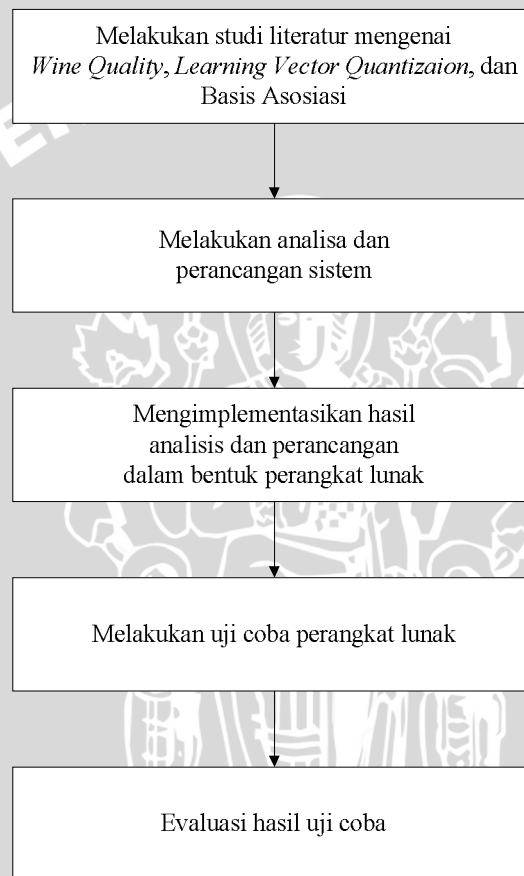 Melakukan studi literatur mengenai
Wine Quality, Learning Vector Quantizaion, dan
Basis Asosiasi
Melakukan analisa dan
perancangan sistem
Mengimplementasikan hasil
analisis dan perancangan
dalam bentuk perangkat lunak
Melakukan uji coba perangkat lunak
Evaluasi hasil uji coba